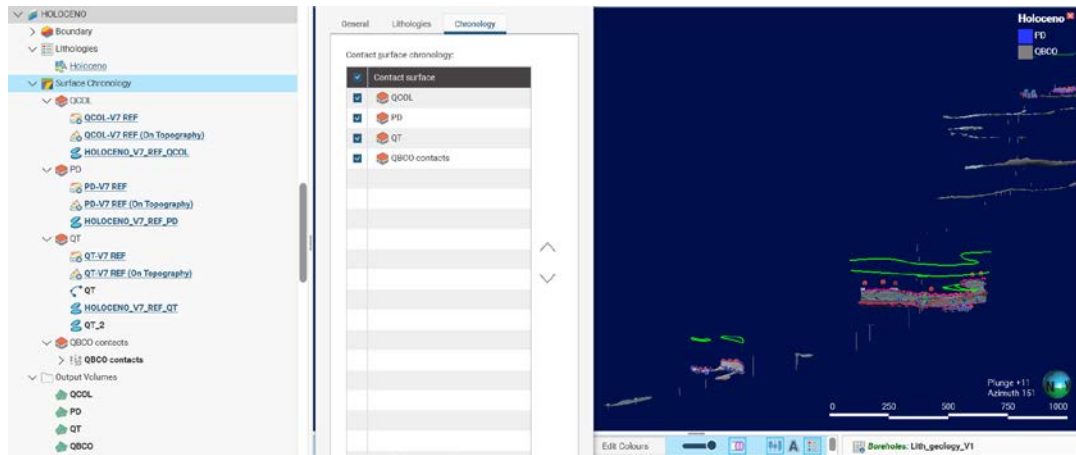 HOLOCENO
Boundary
Lithologies
Holoceno
Surface Chronology
QCOL
QCOL-V7 REF
QCOL-V7 REF (On Topography)
HOLOCENO_V7_REF_QCOL
PD
PD-V7 REF
PD-V7 REF (On Topography)
HOLOCENO_V7_REF_PD
QT
QT-V7 REF
QT-V7 REF (On Topography)
QT
HOLOCENO_V7_REF_QT
QT_2
QBCO contacts
QBCO contacts
Output Volumes
QCOL
PD
QT
QBCO
General Lithologies Chronology
Contact surface chronology:
Contact surface
QCOL
PD
QT
QBCO contacts
Holoceno
PD
QBCO
Plunge +11
Azimuth 151
0 250 500 750 1000
Edit Colours
Boreholes: Lith_geology_V1